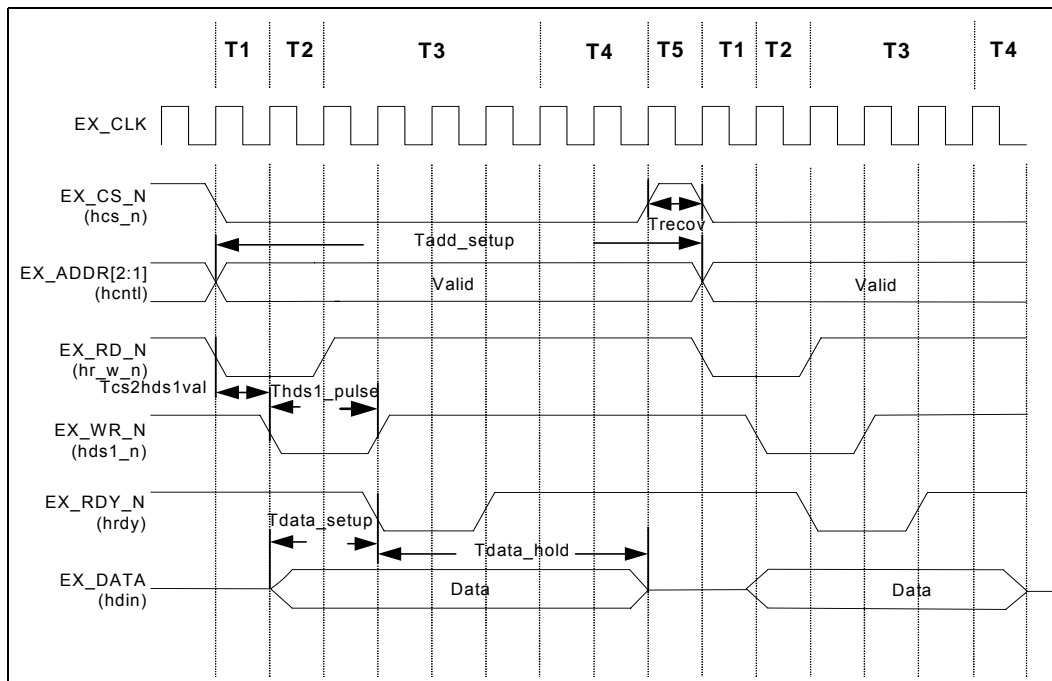 T1 T2 T3 T4 T5 T1 T2 T3 T4
EX_CLK
EX_CS_N
(hcs_n)
Trecov
Tadd_setup
EX_ADDR[2:1]
(hcntl)
Valid Valid
EX_RD_N
(hr_w_n)
Tcs2hds1val Thds1_pulse
EX_WR_N
(hds1_n)
EX_RDY_N
(hrdy)
Tdata_setup
Tdata_hold
EX_DATA
(hdin)
Data Data